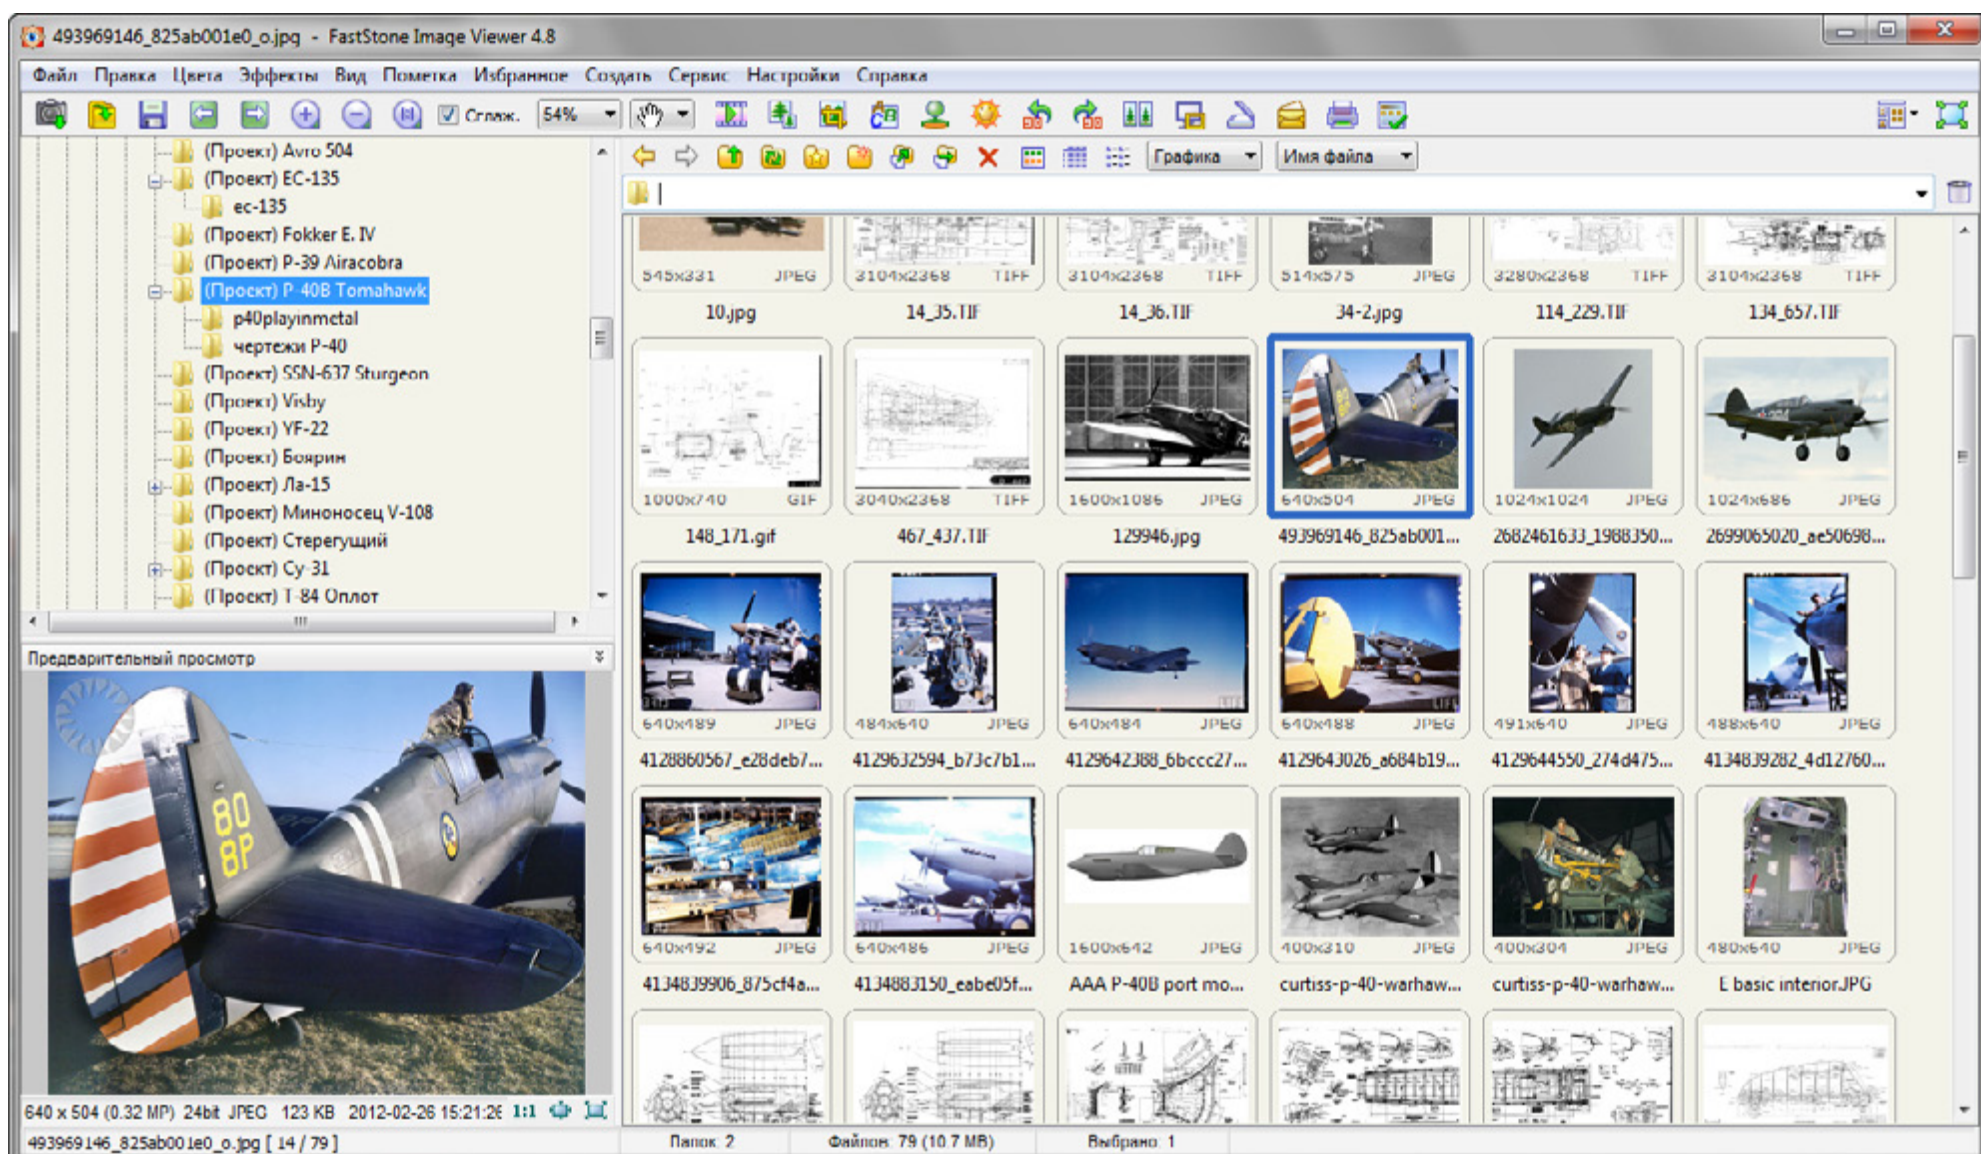 493969146_825ab001e0_o.jpg - FastStone Image Viewer 4.8
Файл Правка Цвета Эффекты Вид Пометка Избранное Создать Сервис Настройки Справка
Сглаж. 54%
(Проект) Avro 504
(Проект) EC-135
ec-135
(Проект) Fokker E. IV
(Проект) P-39 Airacobra
(Проект) P-40B Tomahawk
p40playinmetal
чертежи P-40
(Проект) SSN-637 Sturgeon
(Проект) Visby
(Проект) YF-22
(Проект) Боярин
(Проект) Ла-15
(Проект) Миноносец V-108
(Проект) Стерегущий
(Проект) Су-31
(Проект) Т-84 Оплот
Предварительный просмотр
80
8P
640 x 504 (0.32 MP) 24bit JPEG 123 KB 2012-02-26 15:21:26 1:1
493969146_825ab001e0_o.jpg [ 14 / 79 ]
Графика Имя файла
545x331 JPEG 3104x2368 TIFF 3104x2368 TIFF 514x575 JPEG 3280x2368 TIFF 3104x2368 TIFF
10.jpg 14_35.TIF 14_36.TIF 34-2.jpg 114_229.TIF 134_657.TIF
1000x740 GIF 3040x2368 TIFF 1600x1086 JPEG 640x504 JPEG 1024x1024 JPEG 1024x686 JPEG
148_171.gif 467_437.TIF 129946.jpg 493969146_825ab001... 2682461633_1988350... 2699065020_ae50698...
640x489 JPEG 484x640 JPEG 640x484 JPEG 640x488 JPEG 491x640 JPEG 488x640 JPEG
4128860567_e28deb7... 4129632594_b73c7b1... 4129642388_6bccc27... 4129643026_a684b19... 4129644550_274d475... 4134839282_4d12760...
640x492 JPEG 640x486 JPEG 1600x642 JPEG 400x310 JPEG 400x304 JPEG 480x640 JPEG
4134839906_875cf4a... 4134883150_eabe05f... AAA P-40B port mo... curtiss-p-40-warhaw... curtiss-p-40-warhaw... E basic interior.JPG
Папок: 2 Файлов: 79 (10.7 MB) Выбрано: 1